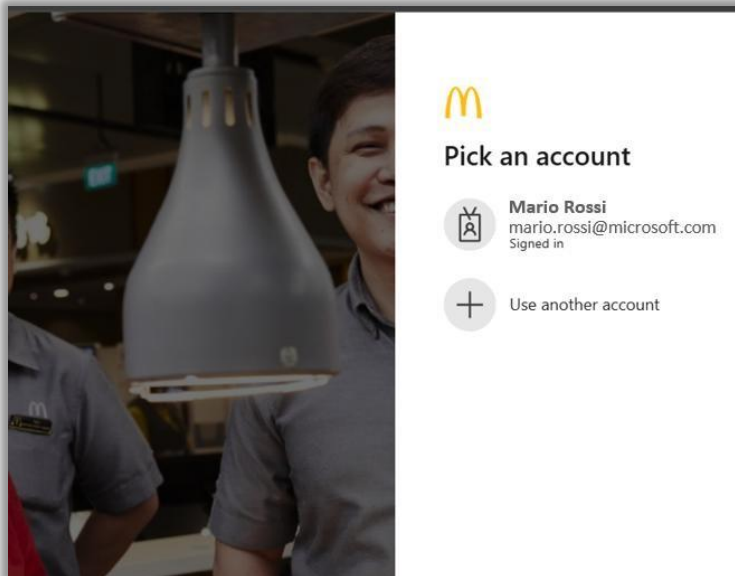 Pick an account
Mario Rossi
mario.rossi@microsoft.com
Signed in
Use another account